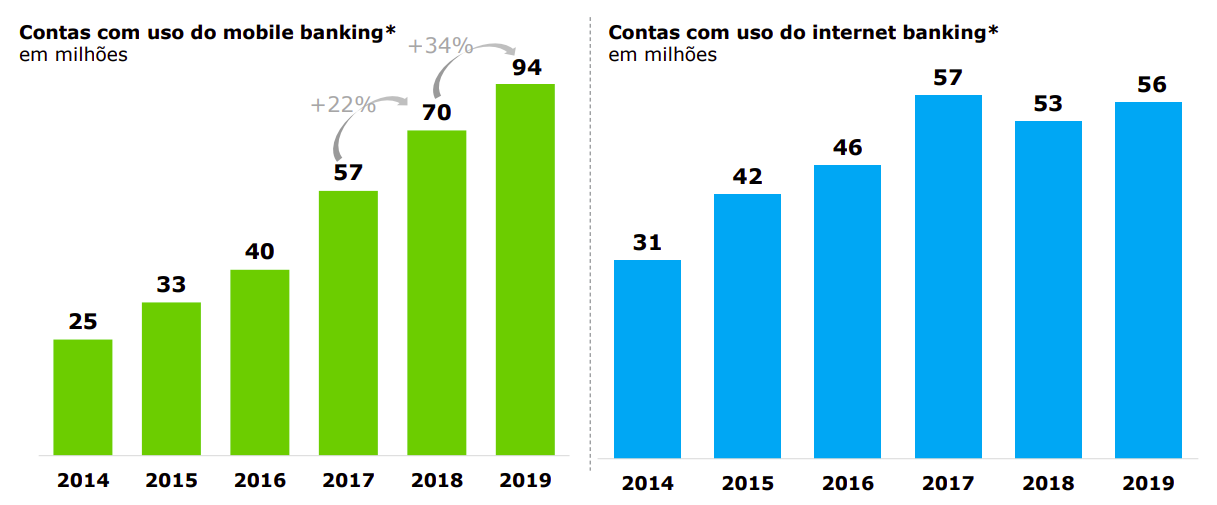 Contas com uso do mobile banking*
em milhões
+22%
+34%
25
33
40
57
70
94
2014 2015 2016 2017 2018 2019
Contas com uso do internet banking*
em milhões
31
42
46
57
53
56
2014 2015 2016 2017 2018 2019